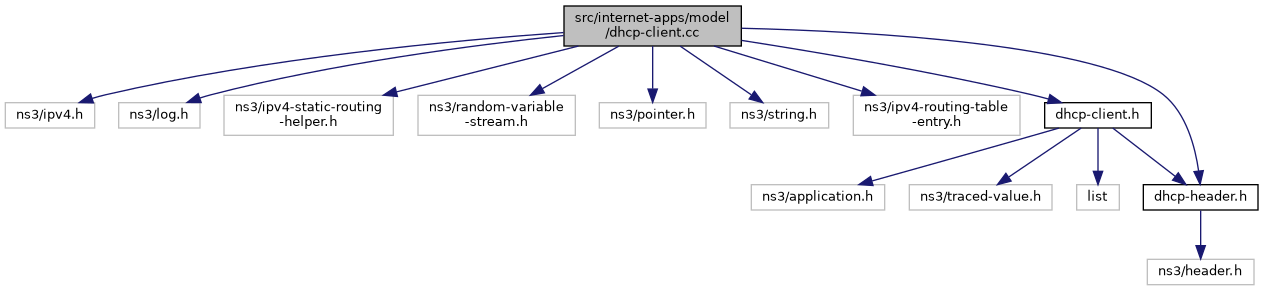 src/internet-apps/model
/dhcp-client.cc
ns3/ipv4.h
ns3/log.h
ns3/ipv4-static-routing
-helper.h
ns3/random-variable
-stream.h
ns3/pointer.h
ns3/string.h
ns3/ipv4-routing-table
-entry.h
dhcp-client.h
ns3/application.h
ns3/traced-value.h
list
dhcp-header.h
ns3/header.h